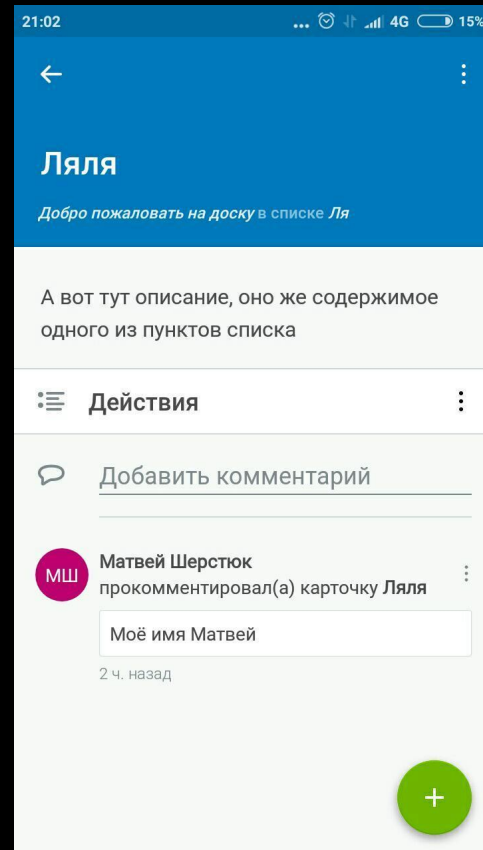 21:02 ... 4G 15%
Ляля
Добро пожаловать на доску в списке Ля
А вот тут описание, оно же содержимое
одного из пунктов списка
Действия
Добавить комментарий
МШ
Матвей Шерстюк
прокомментировал(а) карточку Ляля
Моё имя Матвей
2 ч. назад